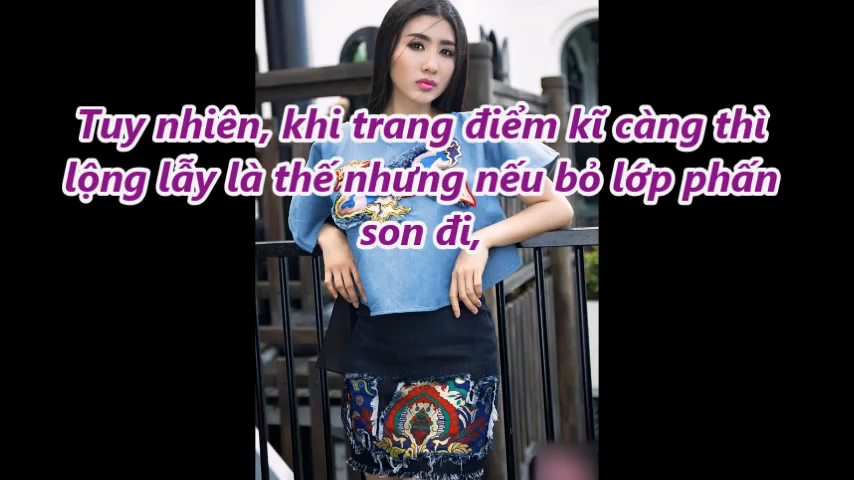 Tuy nhiên, khi trang điểm kĩ càng thì
lộng lẫy là thế nhưng nếu bỏ lớp phấn
son đi,